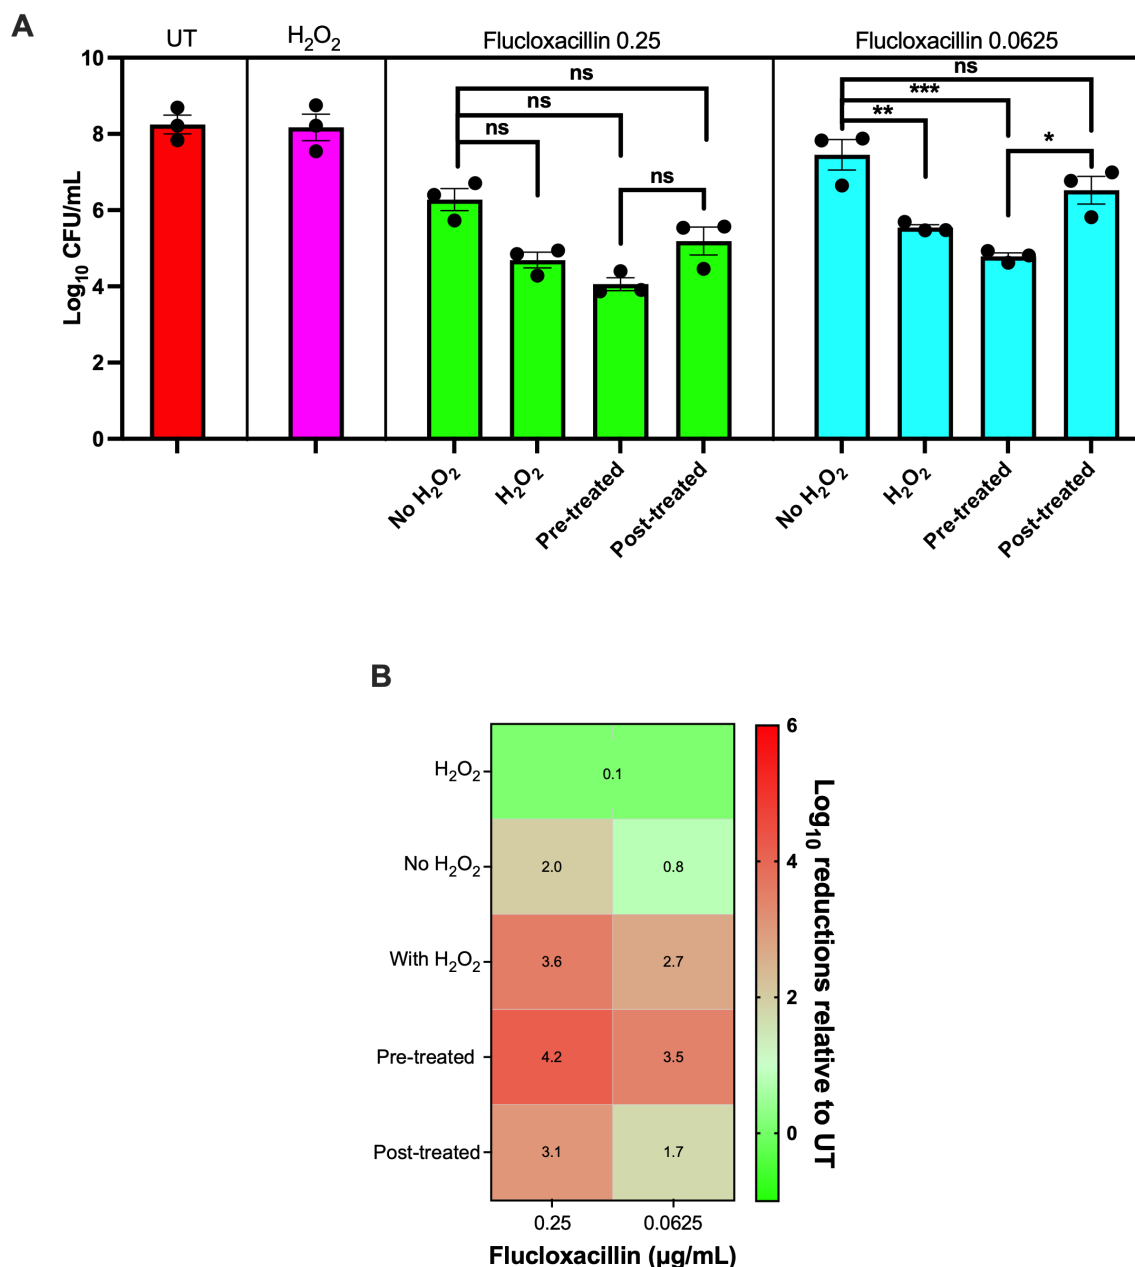 A
UT
H₂O₂
Flucloxacillin 0.25
Flucloxacillin 0.0625
Log₁₀ CFU/mL
10
8
6
4
2
0
ns
ns
ns
ns
ns
***
**
*
No H₂O₂
H₂O₂
Pre-treated
Post-treated
No H₂O₂
H₂O₂
Pre-treated
Post-treated
B
H₂O₂
0.1
No H₂O₂
2.0
0.8
With H₂O₂
3.6
2.7
Pre-treated
4.2
3.5
Post-treated
3.1
1.7
0.25
0.0625
Flucloxacillin (µg/mL)
6
4
2
0
Log₁₀ reductions relative to UT